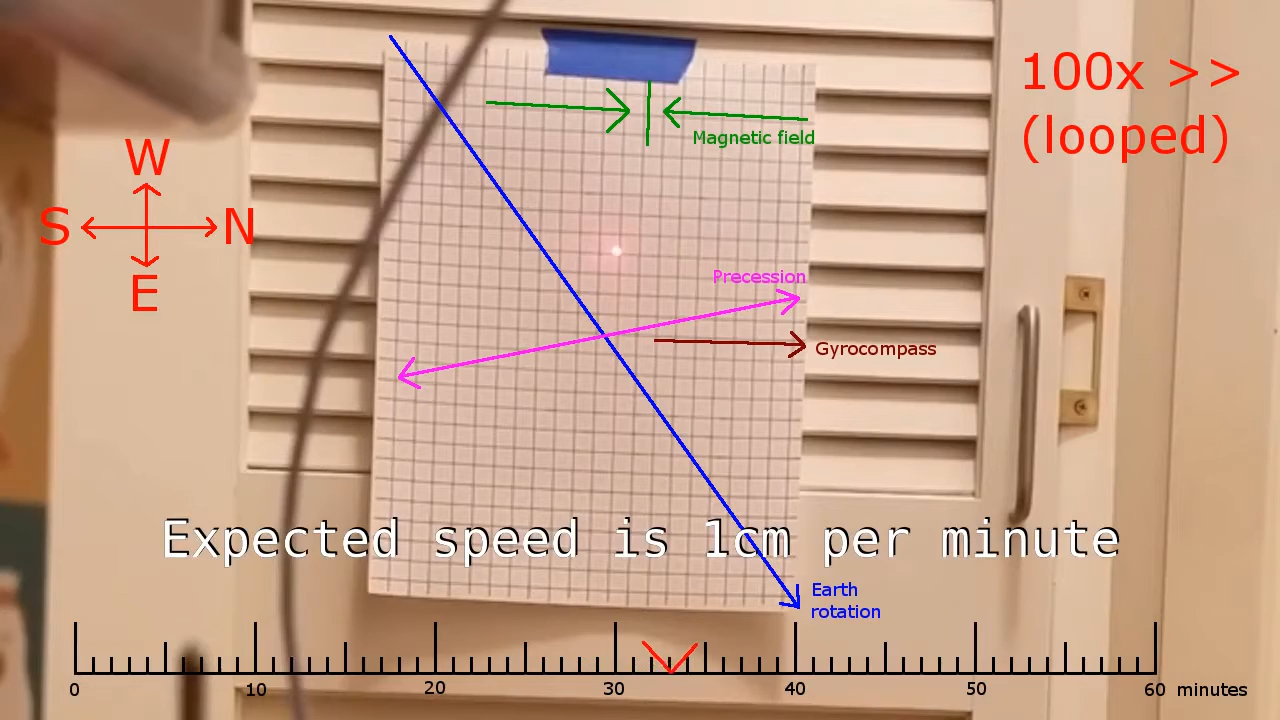 100x >>
(looped)
Magnetic field
W
S N
E
Precession
Gyrocompass
Expected speed is 1cm per minute
Earth
rotation
0 10 20 30 40 50 60 minutes